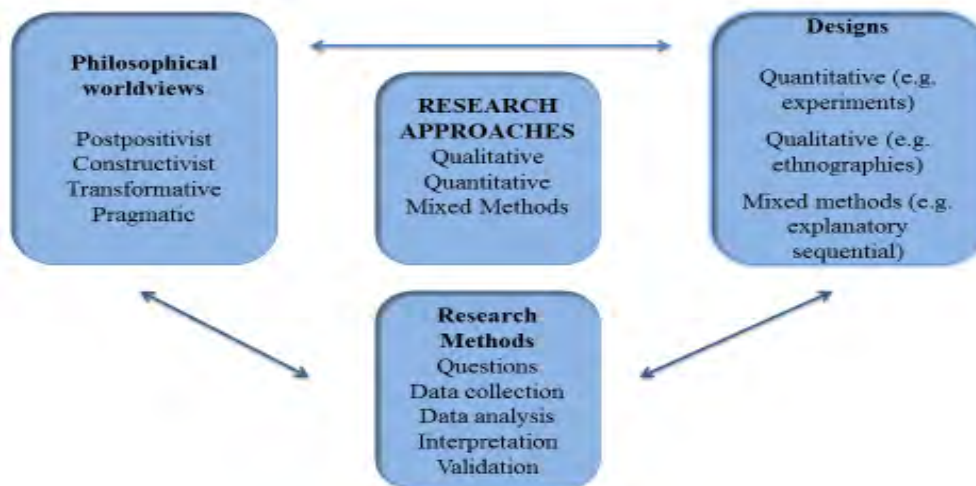 Philosophical
worldviews
Postpositivist
Constructivist
Transformative
Pragmatic
RESEARCH
APPROACHES
Qualitative
Quantitative
Mixed Methods
Designs
Quantitative (e.g.
experiments)
Qualitative (e.g.
ethnographies)
Mixed methods (e.g.
explanatory
sequential)
Research
Methods
Questions
Data collection
Data analysis
Interpretation
Validation